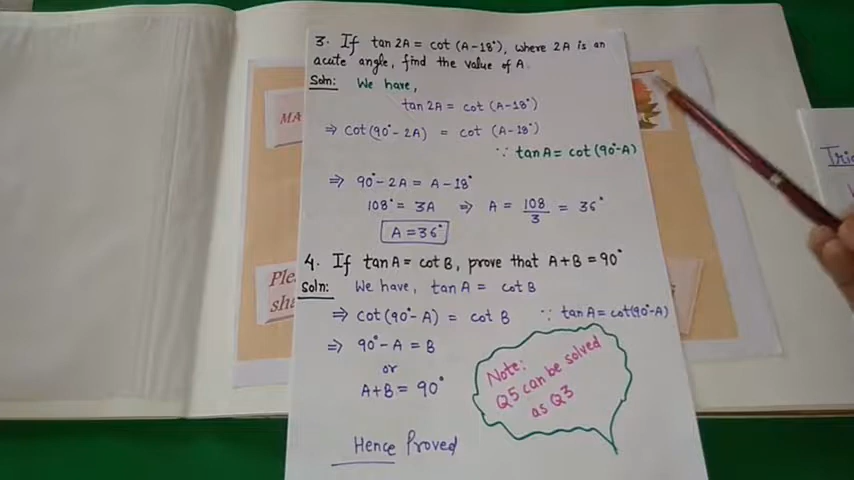 3. If tan 2A = cot (A-18°), where 2A is an
acute angle, find the value of A.
Soln: We have,
tan 2A = cot (A-18°)
⇒ cot (90° - 2A) = cot (A-18°)
∵ tan A = cot (90°-A)
⇒ 90° - 2A = A - 18°
108° = 3A ⇒ A = 108/3 = 36°
A = 36°
4. If tan A = cot B, prove that A+B = 90°
Soln: We have, tan A = cot B
⇒ cot (90° - A) = cot B ∵ tan A = cot (90°-A)
⇒ 90° - A = B
or
A+B = 90°
Note:
Q5 can be solved
as Q3
Hence Proved
MA
Ple
sh